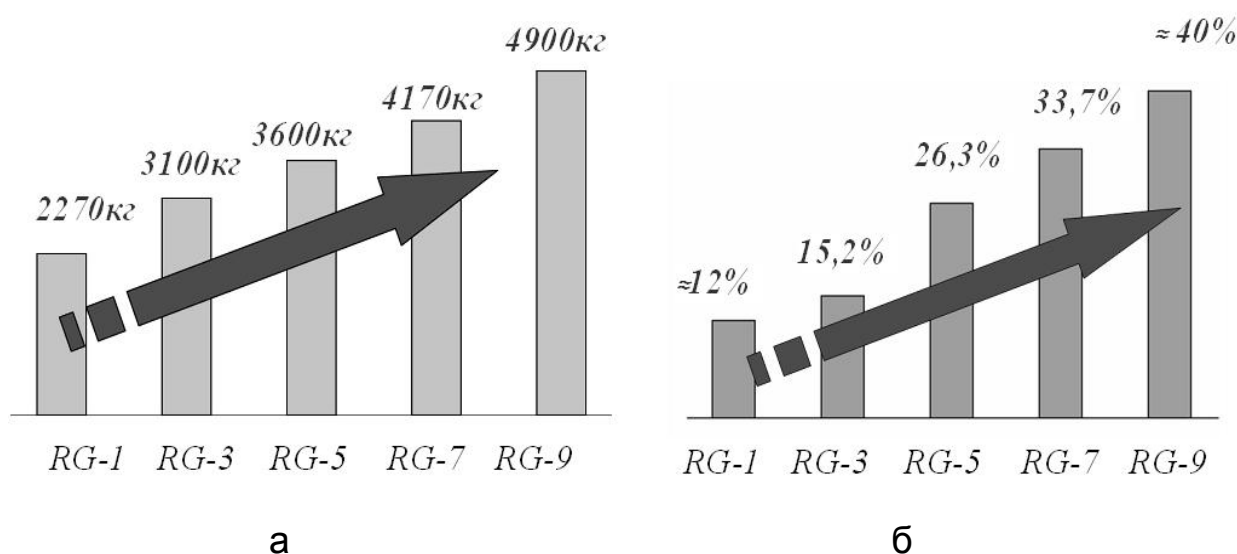 4900кг
4170кг
3600кг
3100кг
2270кг
RG-1 RG-3 RG-5 RG-7 RG-9
а
≈40%
33,7%
26,3%
15,2%
≈12%
RG-1 RG-3 RG-5 RG-7 RG-9
б